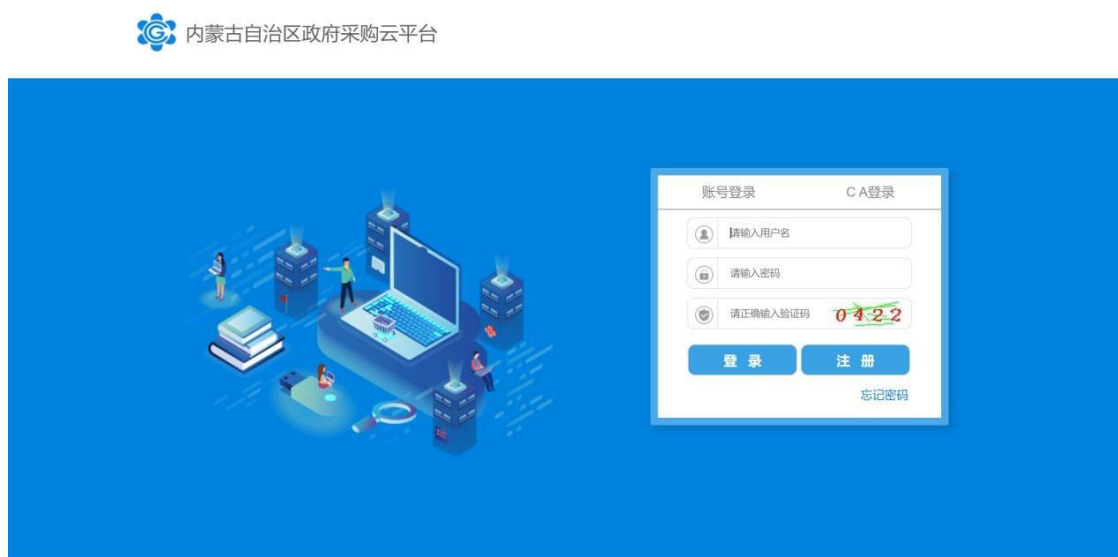 内蒙古自治区政府采购云平台
账号登录 CA登录
请输入用户名
请输入密码
请正确输入验证码 0422
登录 注册
忘记密码